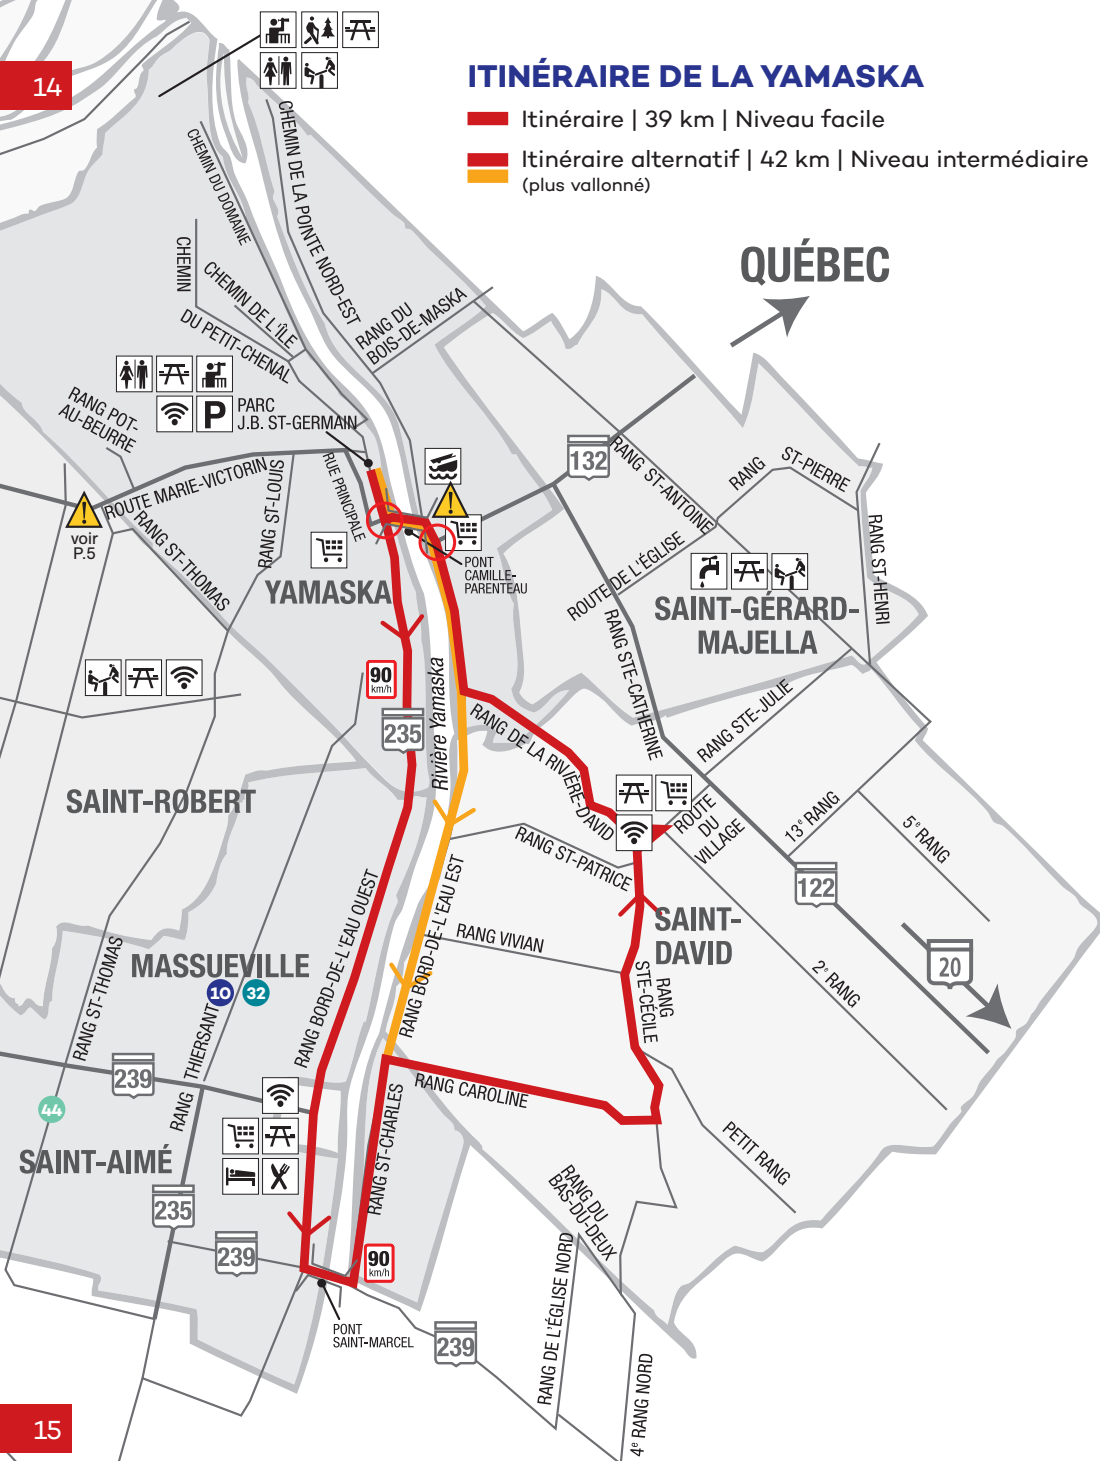 14
ITINÉRAIRE DE LA YAMASKA
Itinéraire | 39 km | Niveau facile
Itinéraire alternatif | 42 km | Niveau intermédiaire
(plus vallonné)
QUÉBEC
CHEMIN DE LA POINTE NORD-EST
CHEMIN DU DOMAINE
CHEMIN
DU PETIT-CHENAL
CHEMIN DE L'ÎLE
RANG DU
BOIS-DE-MASKA
RANG POT-
AU-BEURRE
P
PARC
J.B. ST-GERMAIN
ROUTE MARIE-VICTORIN
RUE PRINCIPALE
RANG ST-LOUIS
RANG ST-THOMAS
voir
P.5
132
RANG ST-ANTOINE
RANG
ST-PIERRE
RANG ST-HENRI
ROUTE DE L'ÉGLISE
PONT
CAMILLE-
PARENTEAU
YAMASKA
SAINT-GÉRARD-
MAJELLA
RANG STE-CATHERINE
90
km/h
235
Rivière Yamaska
RANG DE LA RIVIÈRE-DAVID
RANG STE-JULIE
SAINT-ROBERT
ROUTE
DU
VILLAGE
13e RANG
5e RANG
RANG ST-PATRICE
122
RANG BORD-DE-L'EAU OUEST
RANG BORD-DE-L'EAU EST
RANG VIVIAN
SAINT-
DAVID
RANG
STE-CÉCILE
2e RANG
20
MASSUEVILLE
10
32
RANG ST-THOMAS
RANG THIERSANT
239
44
RANG CAROLINE
RANG ST-CHARLES
PETIT RANG
SAINT-AIMÉ
235
239
RANG DU
BAS-DU-DEUX
90
km/h
PONT
SAINT-MARCEL
239
RANG DE L'ÉGLISE NORD
4e RANG NORD
15